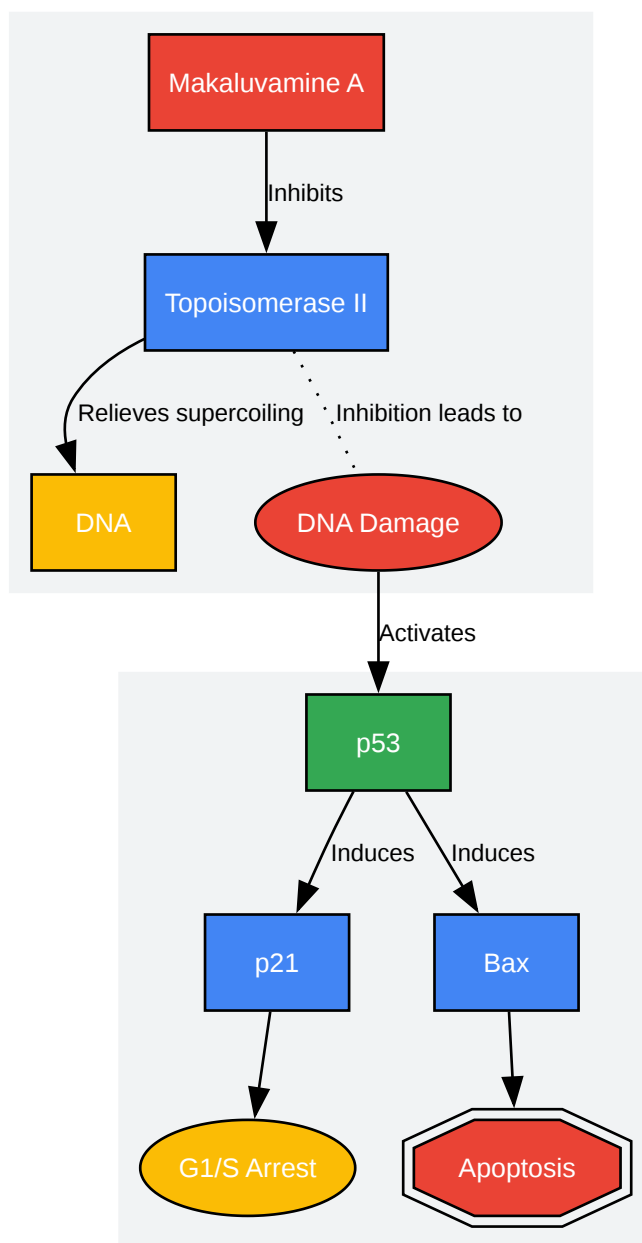 Makaluvamine A
Inhibits
Topoisomerase II
Relieves supercoiling
Inhibition leads to
DNA
DNA Damage
Activates
p53
Induces
Induces
p21
Bax
G1/S Arrest
Apoptosis